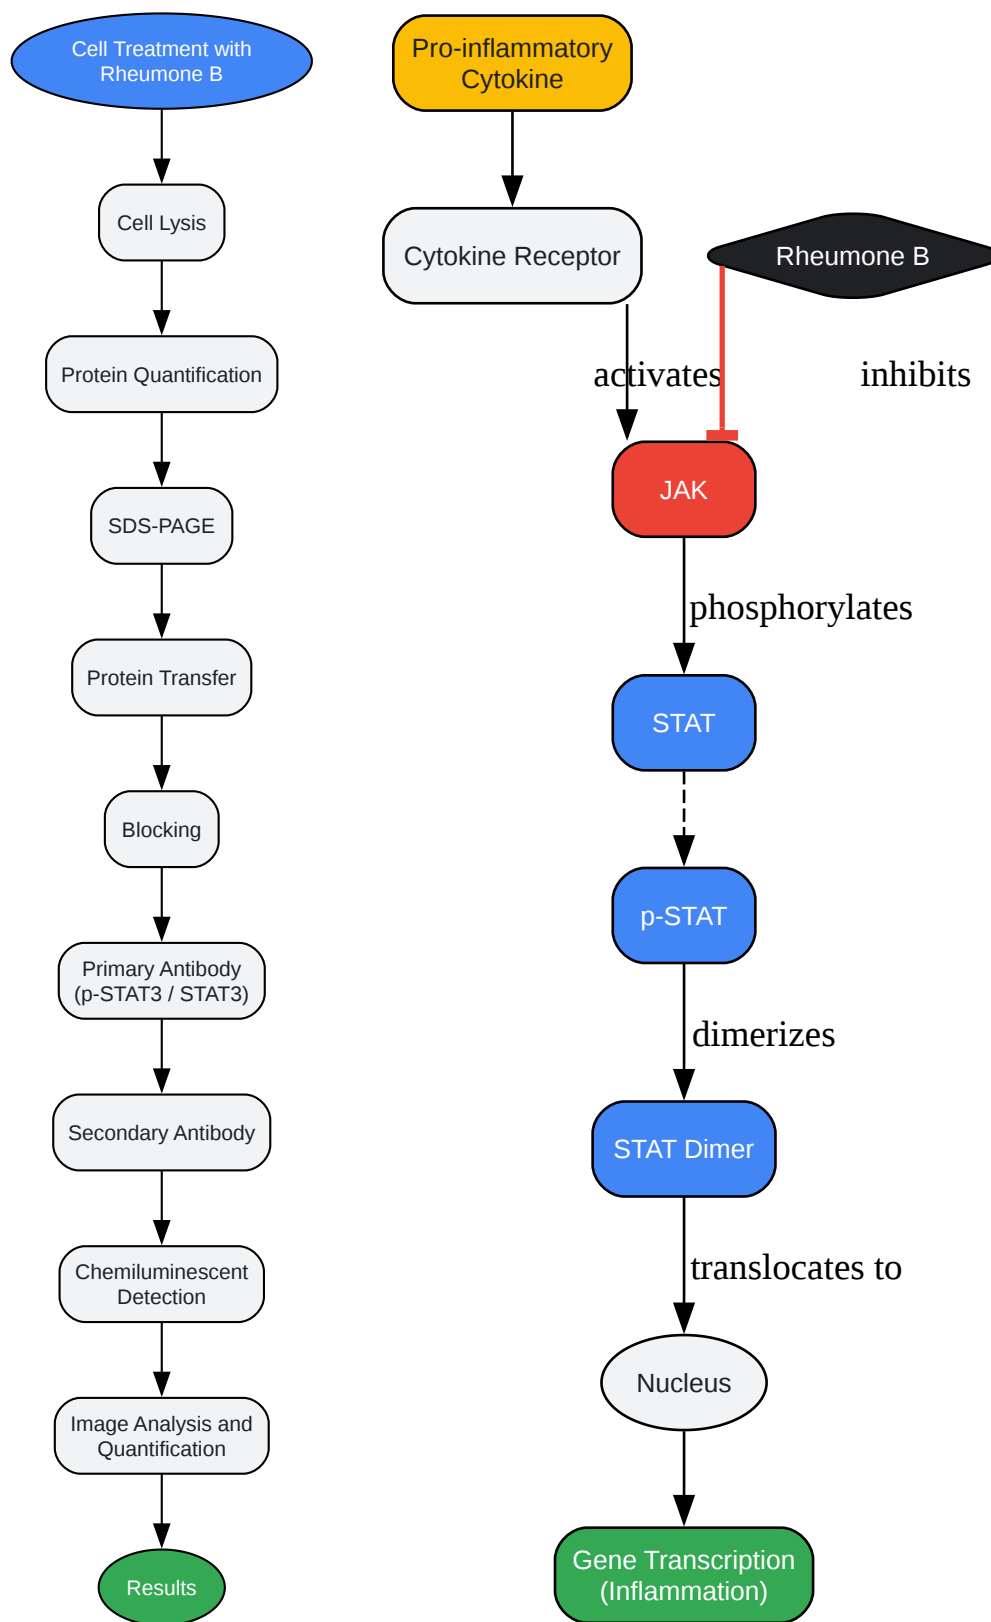 Cell Treatment with
Rheumone B
Cell Lysis
Protein Quantification
SDS-PAGE
Protein Transfer
Blocking
Primary Antibody
(p-STAT3 / STAT3)
Secondary Antibody
Chemiluminescent
Detection
Image Analysis and
Quantification
Results
Pro-inflammatory
Cytokine
Cytokine Receptor
Rheumone B
activates
inhibits
JAK
phosphorylates
STAT
p-STAT
dimerizes
STAT Dimer
translocates to
Nucleus
Gene Transcription
(Inflammation)